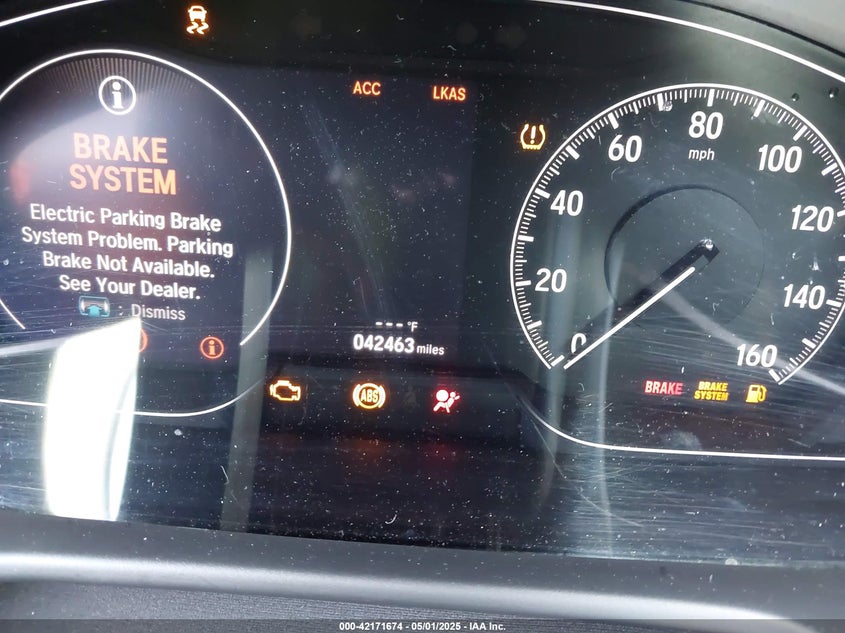 ACC
LKAS
BRAKE
SYSTEM
Electric Parking Brake
System Problem. Parking
Brake Not Available.
See Your Dealer.
: Dismiss
---°F
042463 miles
ABS
0
20
40
60
80
100
120
140
160
mph
BRAKE
BRAKE
SYSTEM
000-42171674 - 05/01/2025 - IAA Inc.